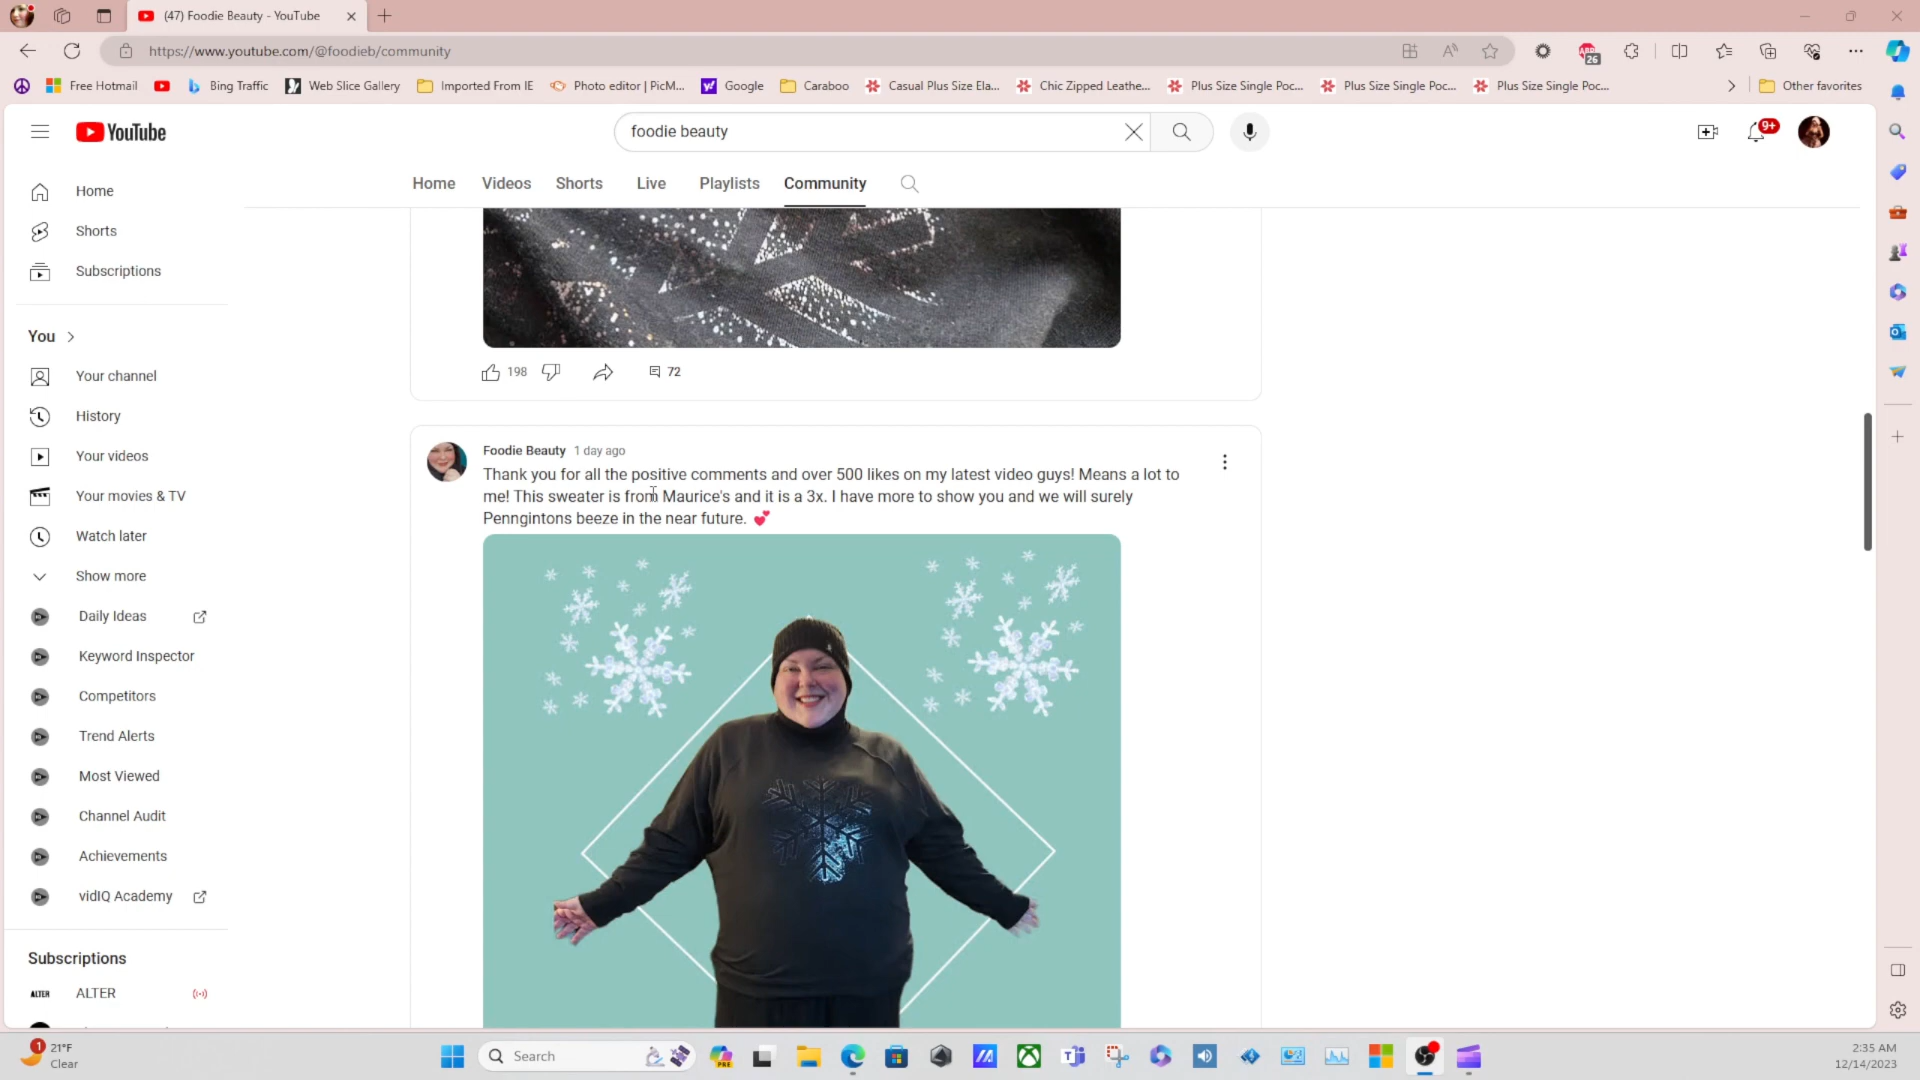 (47) Foodie Beauty - YouTube
https://www.youtube.com/@foodieb/community
26
Free Hotmail
Bing Traffic
Web Slice Gallery
Imported From IE
Photo editor | PicM...
Google
Caraboo
Casual Plus Size Ela...
Chic Zipped Leathe...
Plus Size Single Poc...
Plus Size Single Poc...
Plus Size Single Poc...
Other favorites
YouTube
foodie beauty
9+
Home
Videos
Shorts
Live
Playlists
Community
Home
Shorts
Subscriptions
You
Your channel
History
Your videos
Your movies & TV
Watch later
Show more
Daily Ideas
Keyword Inspector
Competitors
Trend Alerts
Most Viewed
Channel Audit
Achievements
vidIQ Academy
Subscriptions
ALTER
ALTER
198
72
Foodie Beauty 1 day ago
Thank you for all the positive comments and over 500 likes on my latest video guys! Means a lot to
me! This sweater is from Maurice's and it is a 3x. I have more to show you and we will surely
Penngintons beeze in the near future. 💕
1
21°F
Clear
Search
PRE
2:35 AM
12/14/2023